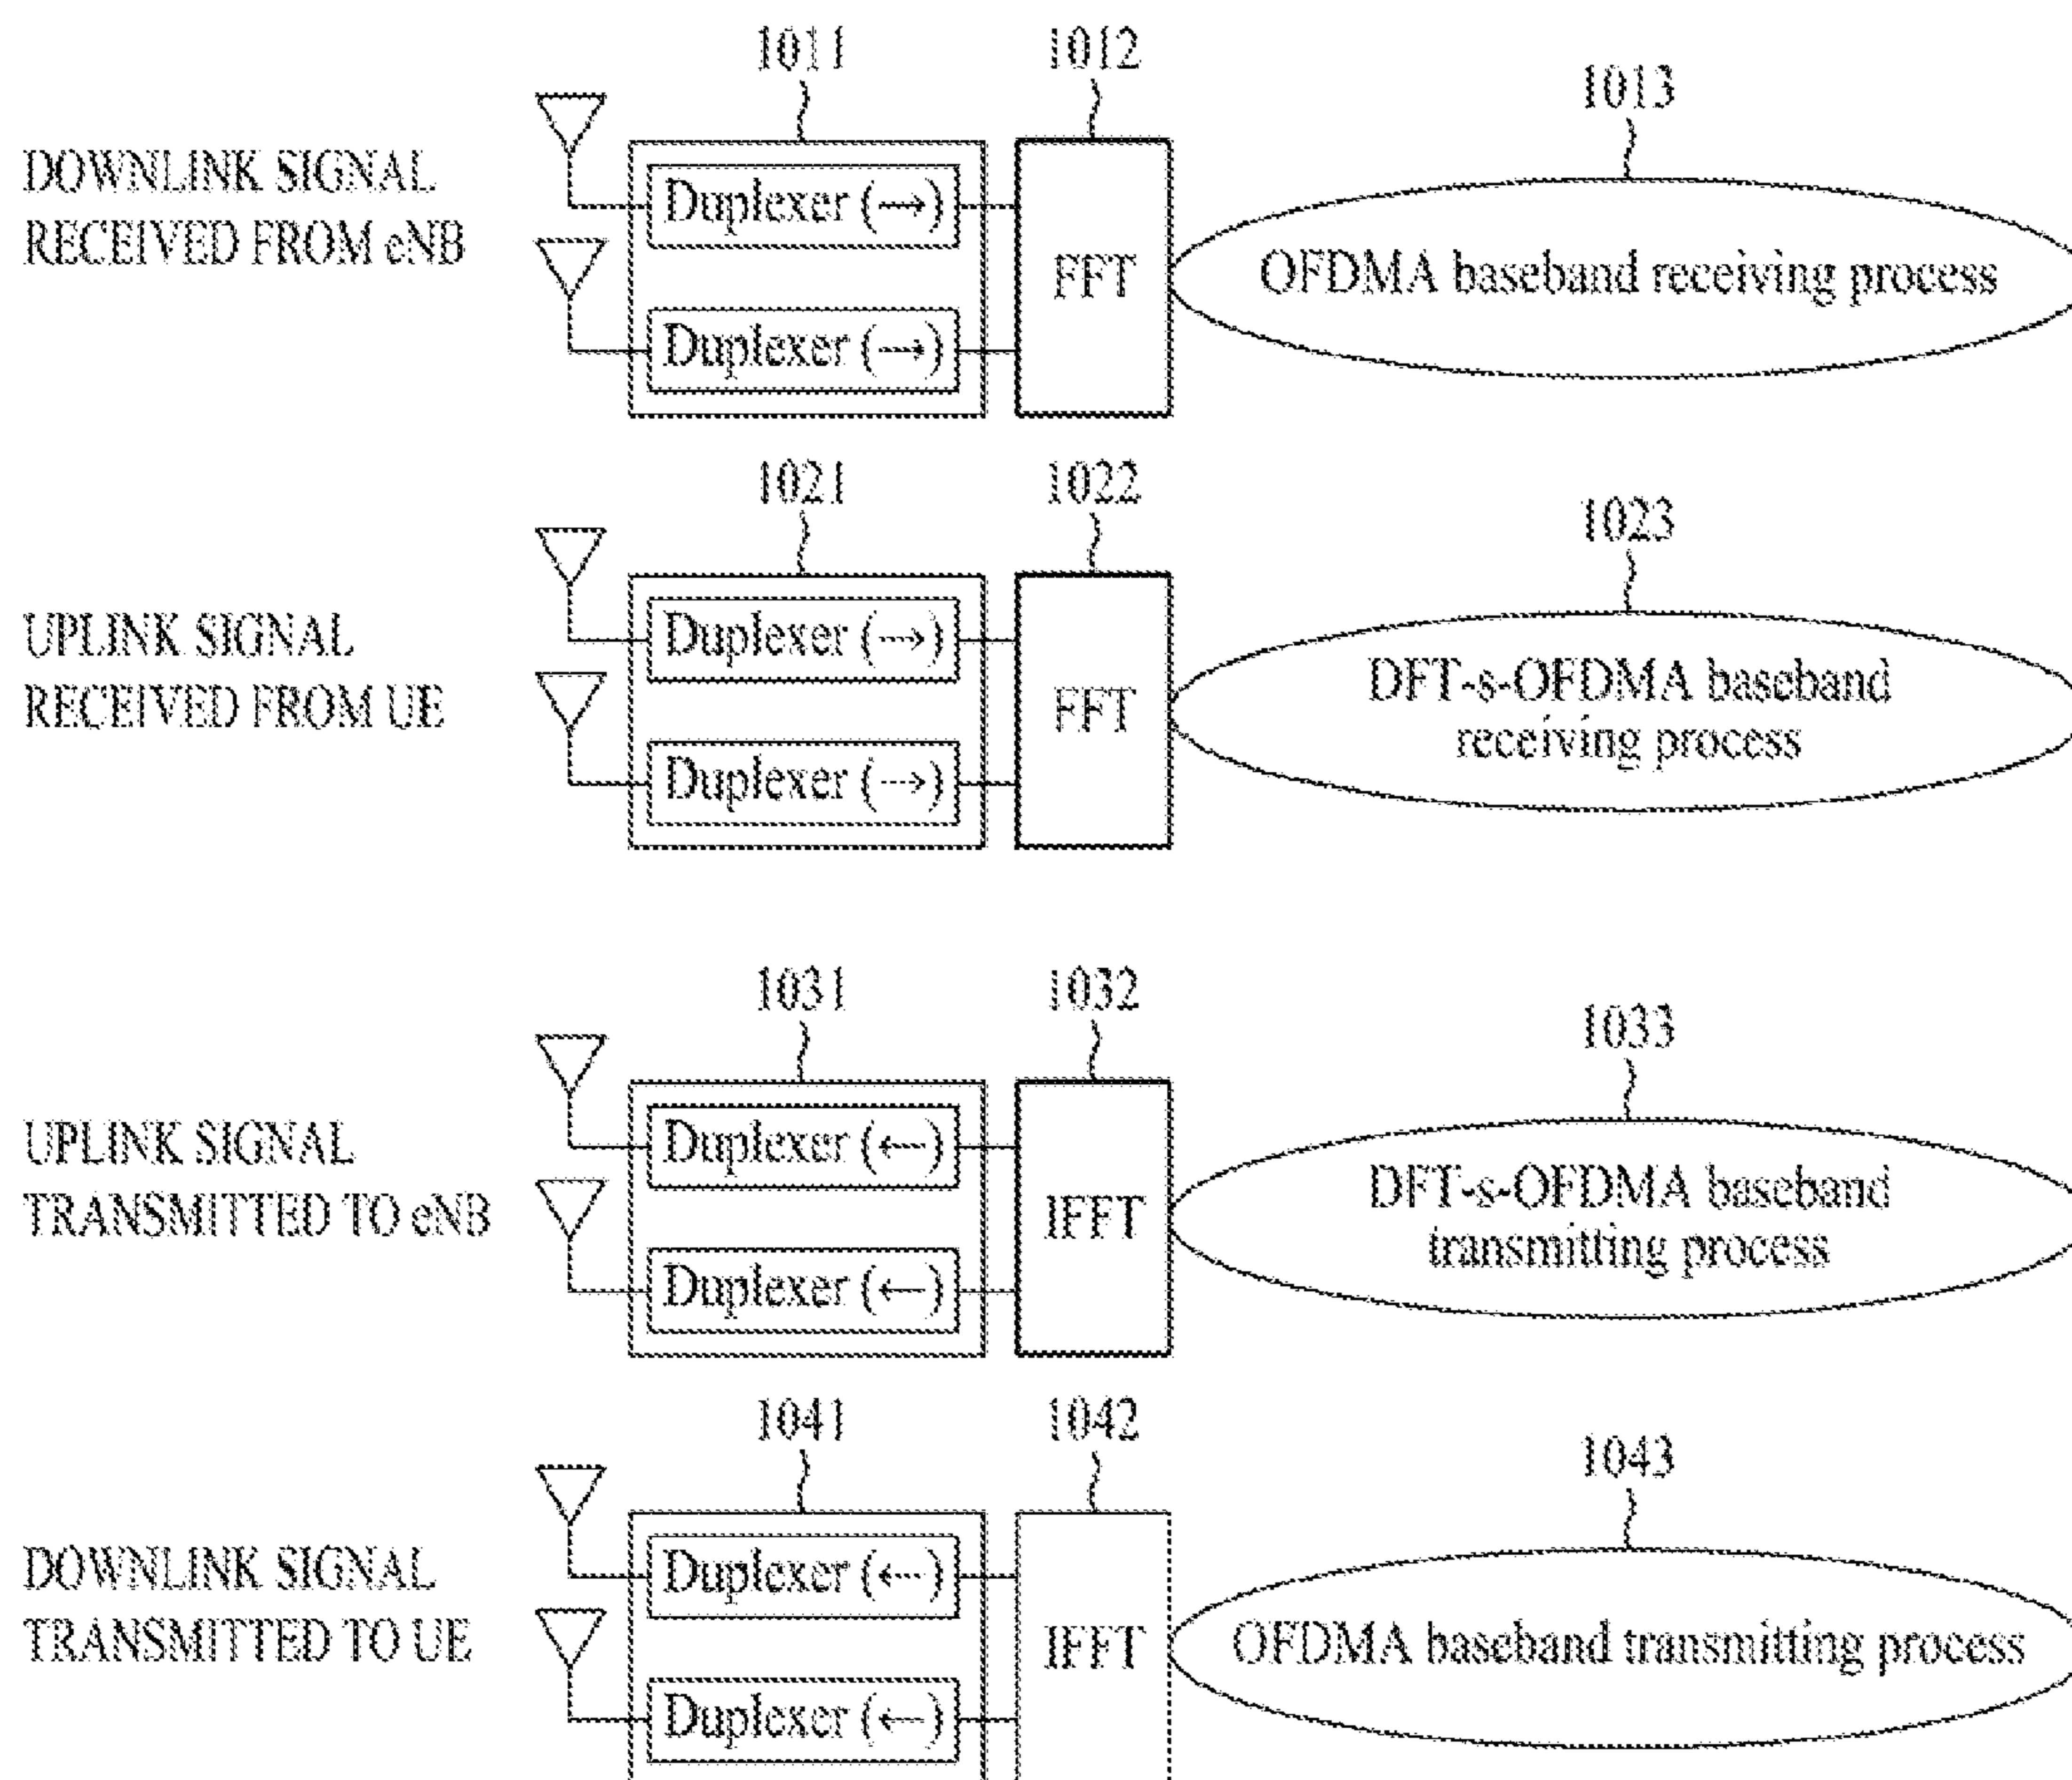 1011
1012
1013
DOWNLINK SIGNAL
RECEIVED FROM eNB
Duplexer (→)
Duplexer (→)
FFT
OFDMA baseband receiving process
1021
1022
1023
UPLINK SIGNAL
RECEIVED FROM UE
Duplexer (→)
Duplexer (→)
FFT
DFT-s-OFDMA baseband
receiving process
1031
1032
1033
UPLINK SIGNAL
TRANSMITTED TO eNB
Duplexer (←)
Duplexer (←)
IFFT
DFT-s-OFDMA baseband
transmitting process
1041
1042
1043
DOWNLINK SIGNAL
TRANSMITTED TO UE
Duplexer (←)
Duplexer (←)
IFFT
OFDMA baseband transmitting process